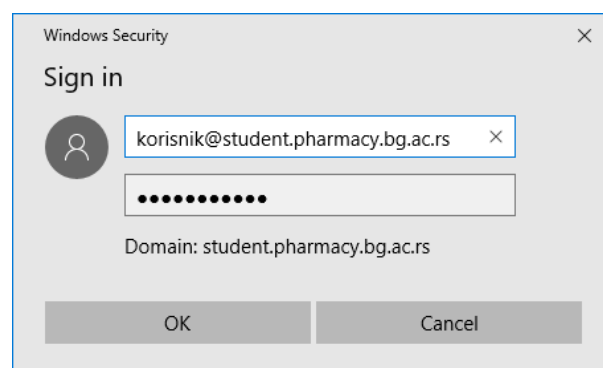 Windows Security
Sign in
korisnik@student.pharmacy.bg.ac.rs
●●●●●●●●●●●
Domain: student.pharmacy.bg.ac.rs
OK Cancel